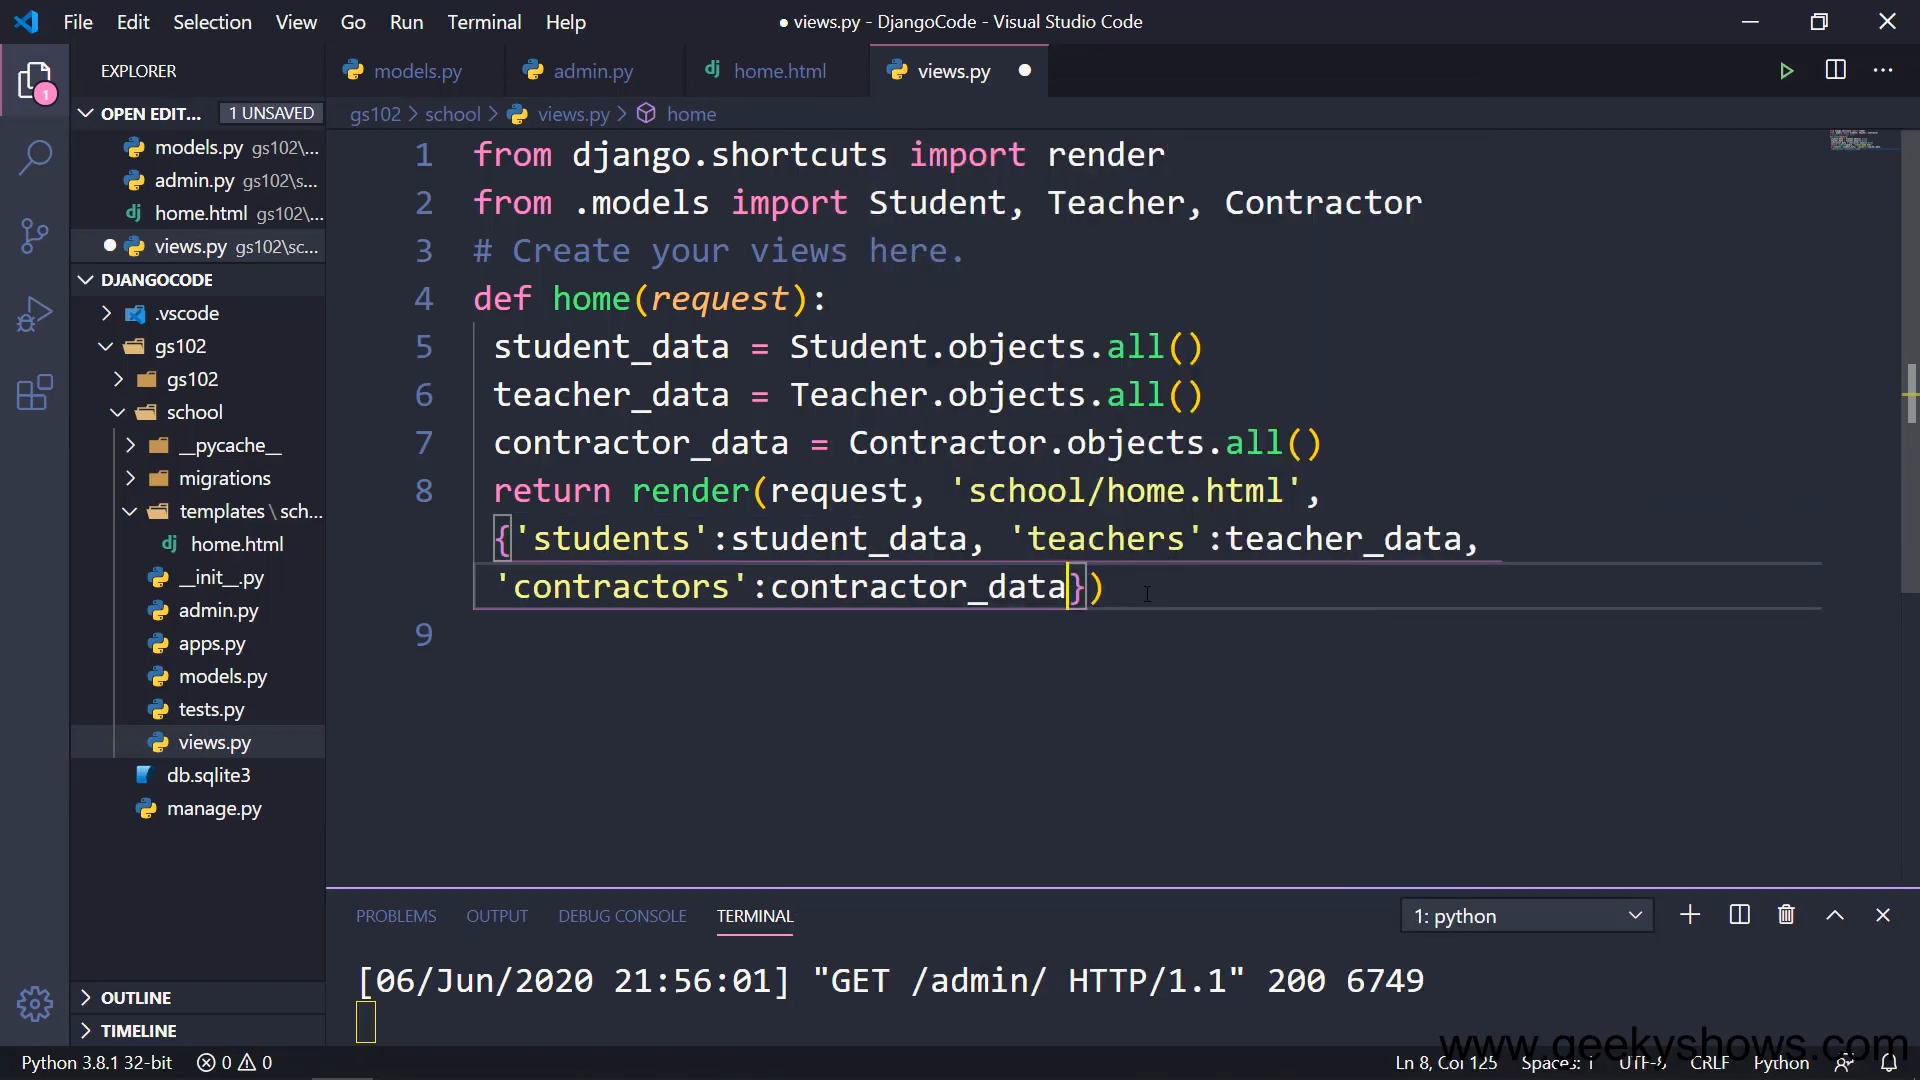 File Edit Selection View Go Run Terminal Help
● views.py - DjangoCode - Visual Studio Code
1
EXPLORER
OPEN EDIT... 1 UNSAVED
models.py gs102\...
admin.py gs102\s...
home.html gs102\...
views.py gs102\sc...
DJANGOCODE
.vscode
gs102
gs102
school
__pycache__
migrations
templates \ sch...
home.html
__init__.py
admin.py
apps.py
models.py
tests.py
views.py
db.sqlite3
manage.py
OUTLINE
TIMELINE
models.py admin.py home.html views.py
gs102 > school > views.py > home
1 from django.shortcuts import render
2 from .models import Student, Teacher, Contractor
3 # Create your views here.
4 def home(request):
5 student_data = Student.objects.all()
6 teacher_data = Teacher.objects.all()
7 contractor_data = Contractor.objects.all()
8 return render(request, 'school/home.html',
{'students':student_data, 'teachers':teacher_data,
'contractors':contractor_data})
9
PROBLEMS OUTPUT DEBUG CONSOLE TERMINAL 1: python
[06/Jun/2020 21:56:01] "GET /admin/ HTTP/1.1" 200 6749
www.geekyshows.com
Python 3.8.1 32-bit 0 0 Ln 8, Col 125 Spaces: 1 UTF-8 CRLF Python